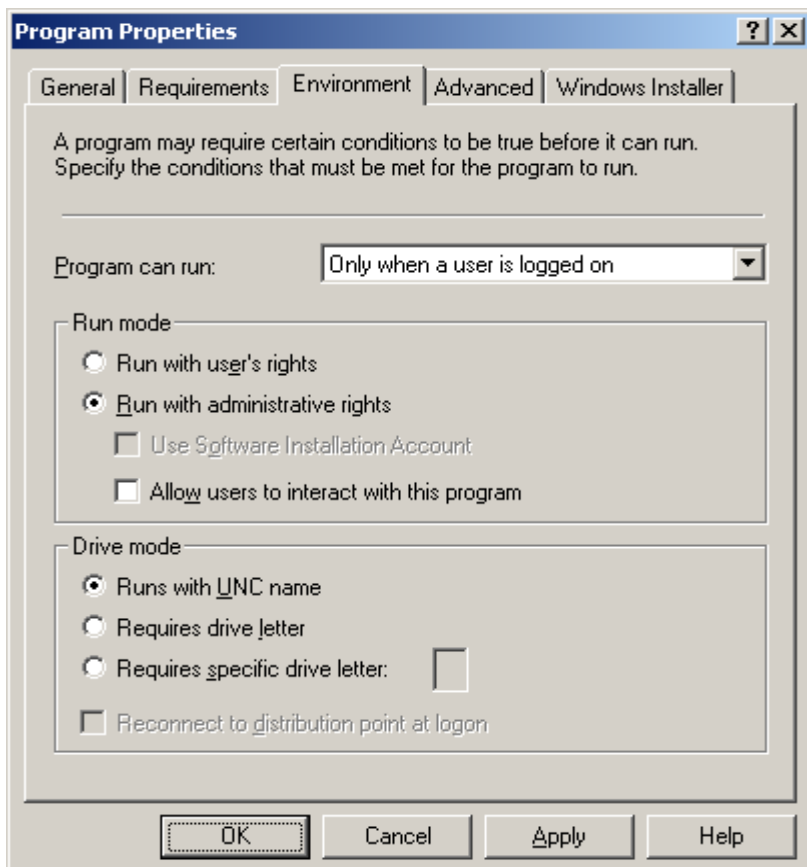 Program Properties
General Requirements Environment Advanced Windows Installer
A program may require certain conditions to be true before it can run.
Specify the conditions that must be met for the program to run.
Program can run: Only when a user is logged on
Run mode
Run with user's rights
Run with administrative rights
Use Software Installation Account
Allow users to interact with this program
Drive mode
Runs with UNC name
Requires drive letter
Requires specific drive letter:
Reconnect to distribution point at logon
OK Cancel Apply Help